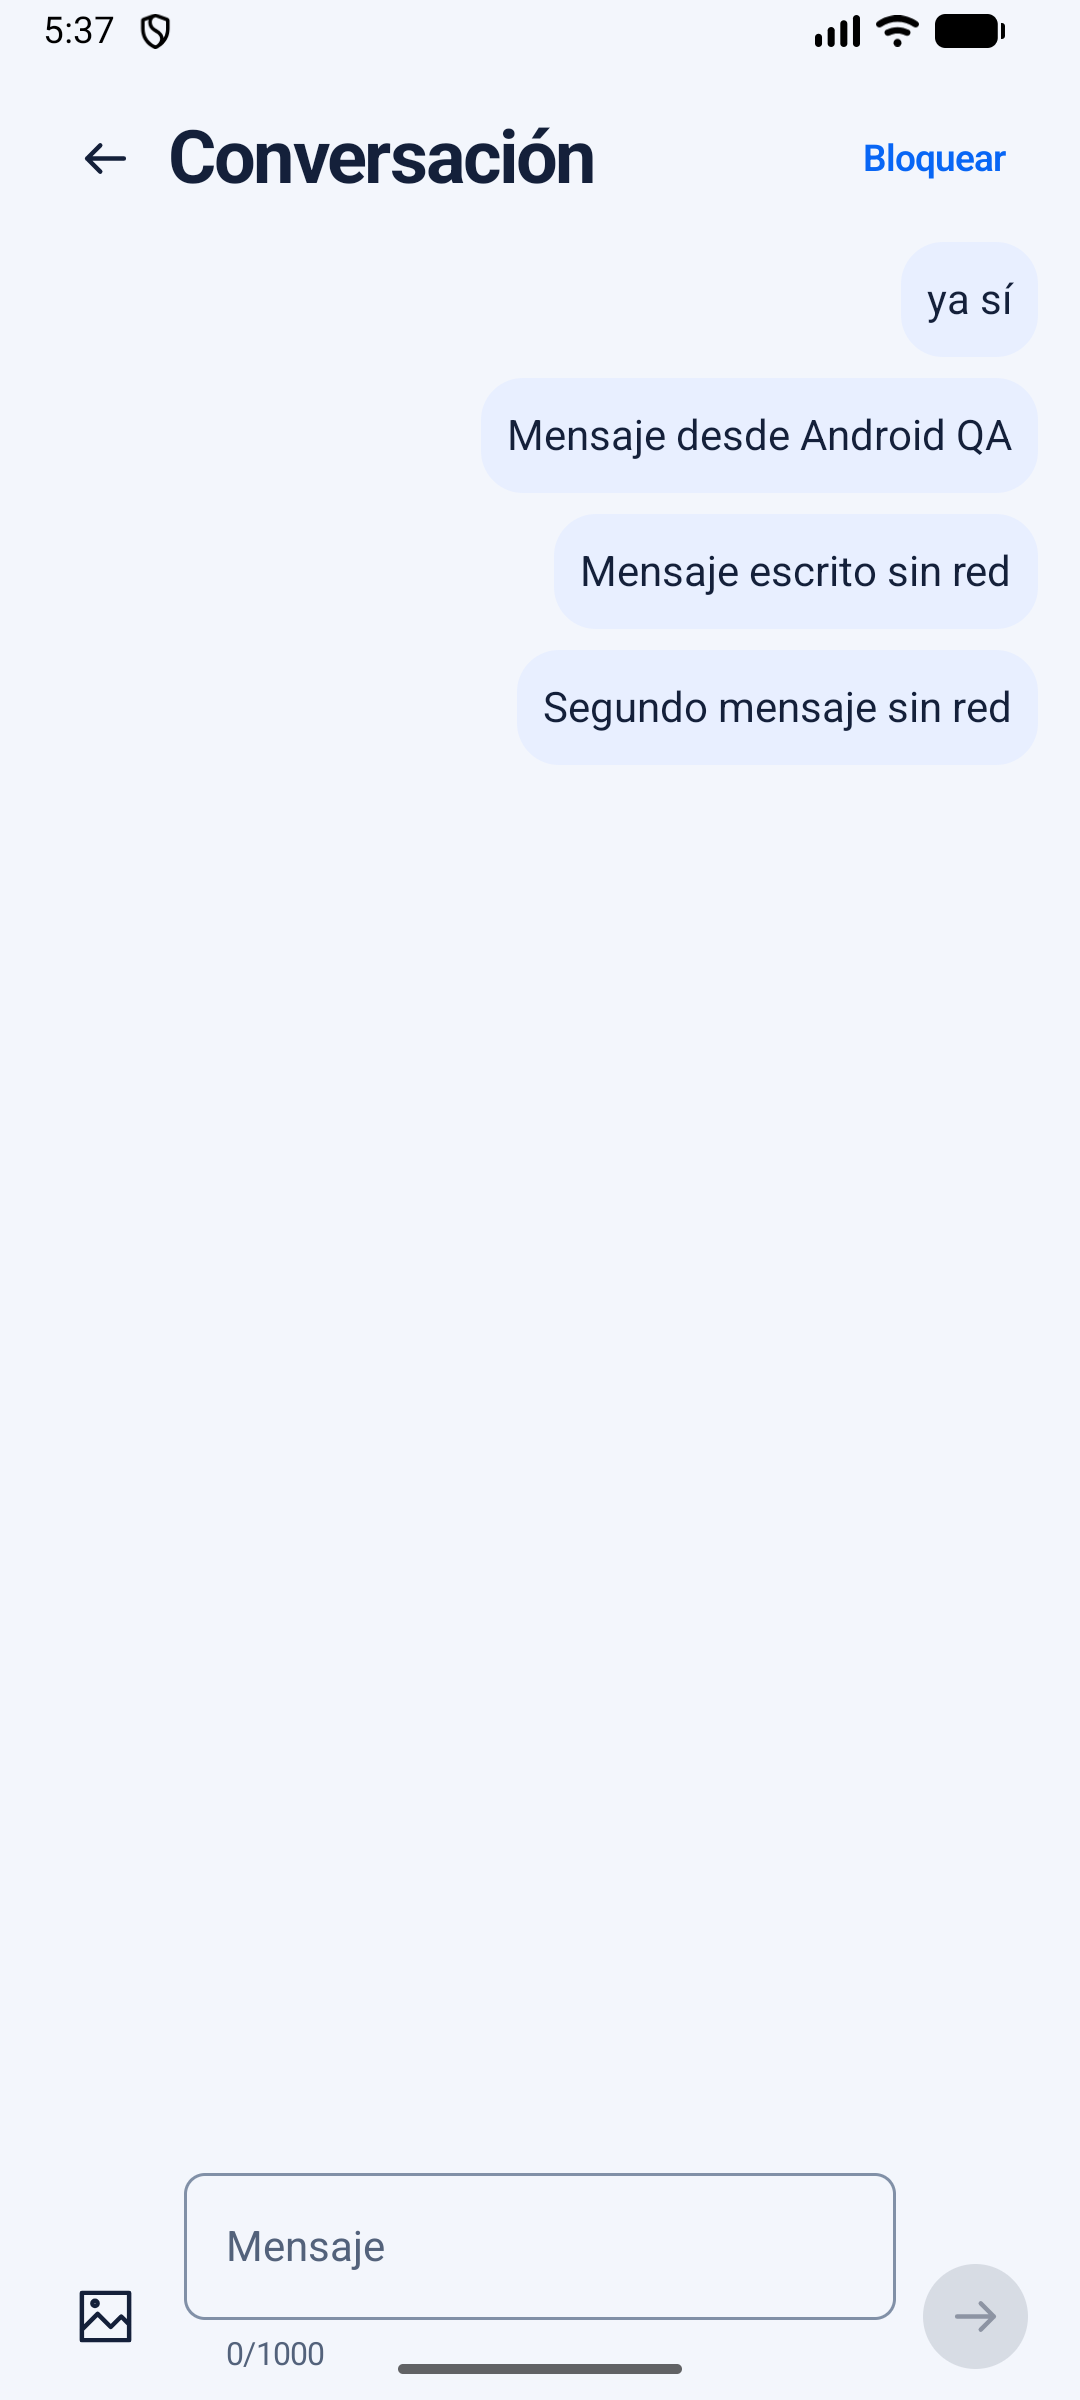 5:37
Conversación
Bloquear
ya sí
Mensaje desde Android QA
Mensaje escrito sin red
Segundo mensaje sin red
Mensaje
0/1000